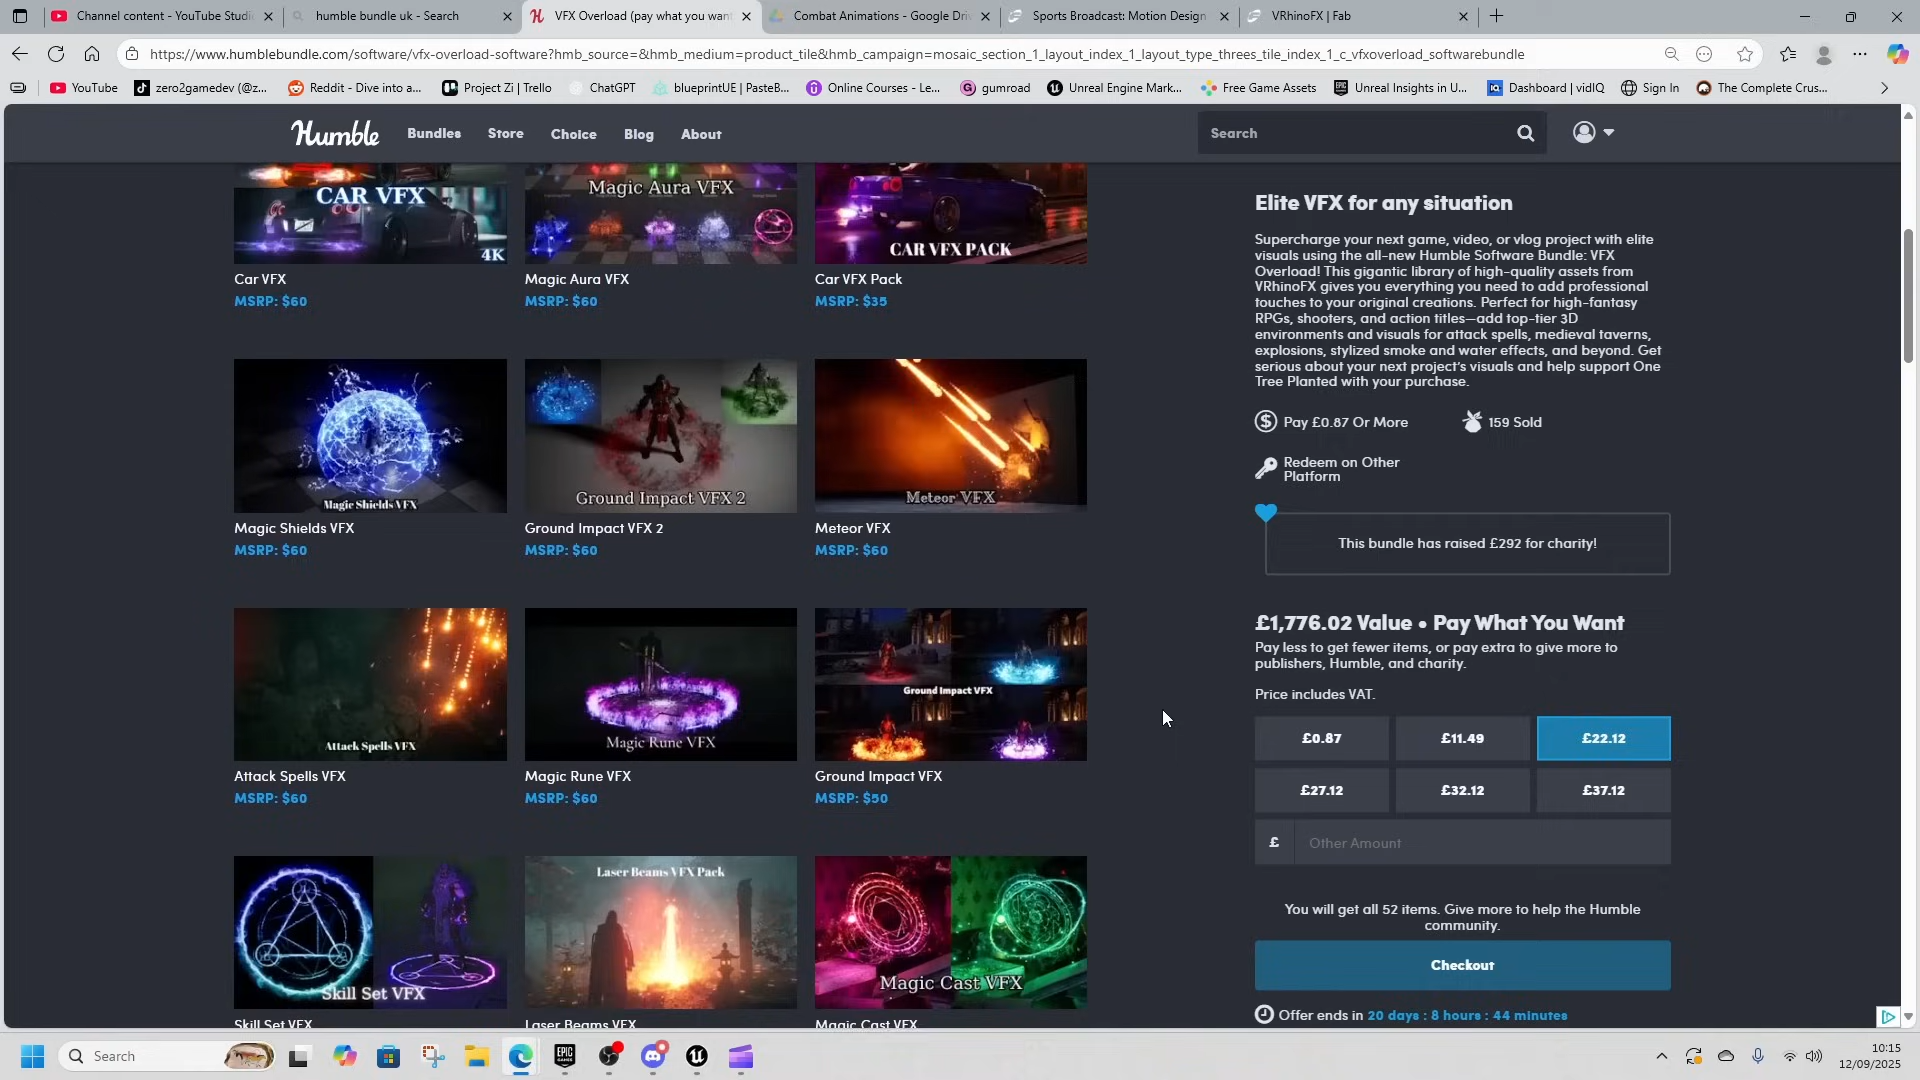 Channel content - YouTube Studi
humble bundle uk - Search
VFX Overload (pay what you wan
Combat Animations - Google Dri
Sports Broadcast: Motion Design
VRhinoFX | Fab
https://www.humblebundle.com/software/vfx-overload-software?hmb_source=&hmb_medium=product_tile&hmb_campaign=mosaic_section_1_layout_index_1_layout_type_threes_tile_index_1_c_vfxoverload_softwarebundle
YouTube
zero2gamedev (@z...
Reddit - Dive into a...
Project Zi | Trello
ChatGPT
blueprintUE | PasteB...
Online Courses - Le...
gumroad
Unreal Engine Mark...
Free Game Assets
Unreal Insights in U...
Dashboard | vidIQ
Sign In
The Complete Crus...
Humble
Bundles
Store
Choice
Blog
About
Search
CAR VFX
4K
Magic Aura VFX
CAR VFX PACK
Car VFX
MSRP: $60
Magic Aura VFX
MSRP: $60
Car VFX Pack
MSRP: $35
Magic Shields VFX
Ground Impact VFX 2
Meteor VFX
Magic Shields VFX
MSRP: $60
Ground Impact VFX 2
MSRP: $60
Meteor VFX
MSRP: $60
Attack Spells VFX
Magic Rune VFX
Ground Impact VFX
Attack Spells VFX
MSRP: $60
Magic Rune VFX
MSRP: $60
Ground Impact VFX
MSRP: $50
Skill Set VFX
Laser Beams VFX Pack
Magic Cast VFX
Skill Set VFX
Laser Beams VFX
Magic Cast VFX
Elite VFX for any situation
Supercharge your next game, video, or vlog project with elite
visuals using the all-new Humble Software Bundle: VFX
Overload! This gigantic library of high-quality assets from
VRhinoFX gives you everything you need to add professional
touches to your original creations. Perfect for high-fantasy
RPGs, shooters, and action titles—add top-tier 3D
environments and visuals for attack spells, medieval taverns,
explosions, stylized smoke and water effects, and beyond. Get
serious about your next project's visuals and help support One
Tree Planted with your purchase.
Pay £0.87 Or More
159 Sold
Redeem on Other
Platform
This bundle has raised £292 for charity!
£1,776.02 Value • Pay What You Want
Pay less to get fewer items, or pay extra to give more to
publishers, Humble, and charity.
Price includes VAT.
£0.87
£11.49
£22.12
£27.12
£32.12
£37.12
£
Other Amount
You will get all 52 items. Give more to help the Humble
community.
Checkout
Offer ends in 20 days : 8 hours : 44 minutes
Search
EPIC
GAMES
10:15
12/09/2025